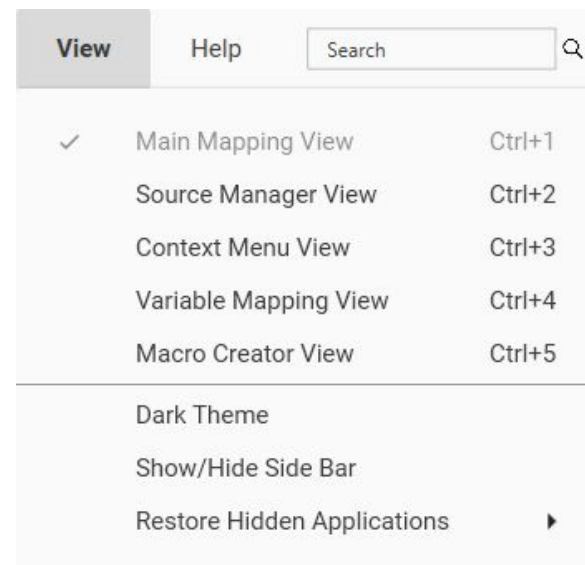 View Help Search
Main Mapping View Ctrl+1
Source Manager View Ctrl+2
Context Menu View Ctrl+3
Variable Mapping View Ctrl+4
Macro Creator View Ctrl+5
Dark Theme
Show/Hide Side Bar
Restore Hidden Applications